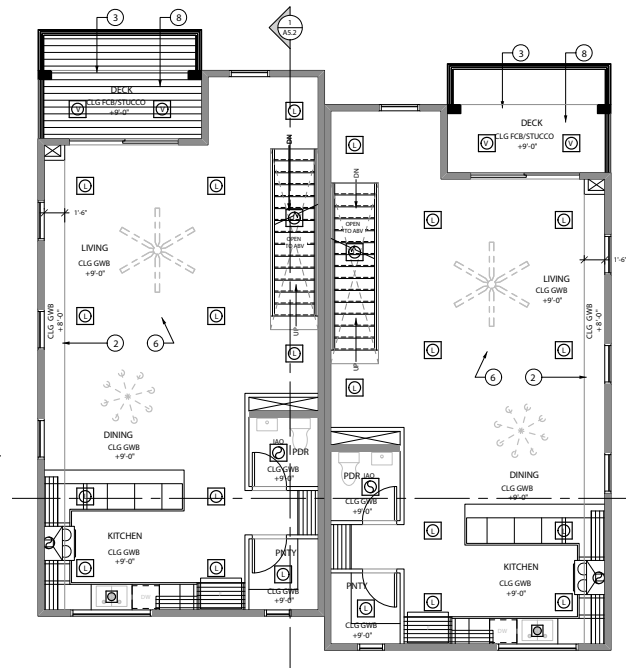 3
8
1
A5.2
3
8
DECK
CLG FCB/STUCCO
+9'-0"
V
V
DECK
CLG FCB/STUCCO
+9'-0"
V
V
L
L
DN
L
L
L
DN
L
L
1'-6"
OPEN
TO ABV
L
OPEN
TO ABV
L
LIVING
CLG GWB
+9'-0"
1'-6"
LIVING
CLG GWB
+9'-0"
CLG GWB
+8'-0"
CLG GWB
+8'-0"
L
L
UP
2
6
L
L
L
UP
6
2
L
DINING
CLG GWB
+9'-0"
PDR
CLG GWB
+9'-0"
PDR
CLG GWB
+9'-0"
DINING
CLG GWB
+9'-0"
L
L
L
L
KITCHEN
CLG GWB
+9'-0"
PNTY
L
CLG GWB
+9'-0"
L
L
KITCHEN
CLG GWB
+9'-0"
PNTY
L
CLG GWB
+9'-0"
L
L
DW
DW